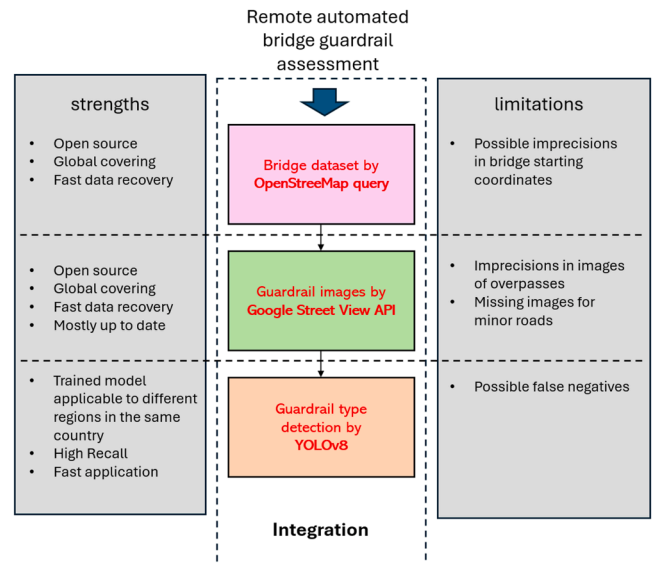 Remote automated
bridge guardrail
assessment
strengths
• Open source
• Global covering
• Fast data recovery
Bridge dataset by
OpenStreeMap query
limitations
• Possible imprecisions
in bridge starting
coordinates
• Open source
• Global covering
• Fast data recovery
• Mostly up to date
Guardrail images by
Google Street View API
• Imprecisions in images
of overpasses
• Missing images for
minor roads
• Trained model
applicable to different
regions in the same
country
• High Recall
• Fast application
Guardrail type
detection by
YOLOv8
• Possible false negatives
Integration